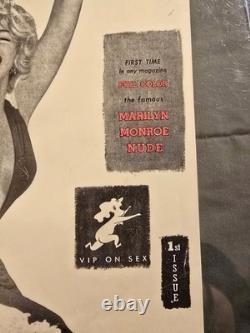 FIRST TIME
in any magazine
FULL COLOR
the famous
MARILYN
MONROE
NUDE
VIP ON SEX
1st
ISSUE